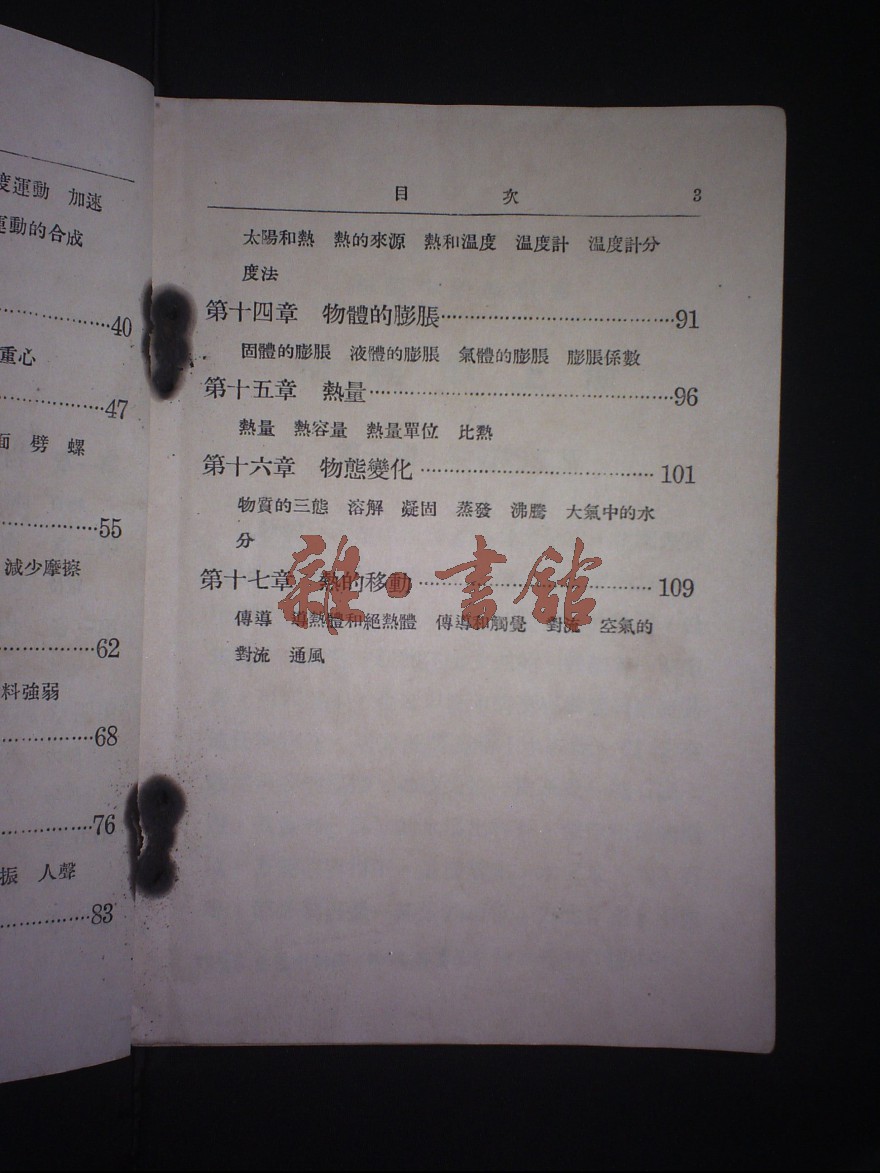 度運動 加速
運動的合成
……………40
重心
……………47
面 劈 螺
……………55
減少摩擦
……………62
料強弱
……………68
……………76
振 人聲
……………83
目 次 3
太陽和熱 熱的來源 熱和温度 温度計 温度計分
度法
第十四章 物體的膨脹……………91
固體的膨脹 液體的膨脹 氣體的膨脹 膨脹係數
第十五章 熱量……………96
熱量 熱容量 熱量單位 比熱
第十六章 物態變化……………101
物質的三態 溶解 凝固 蒸發 沸騰 大氣中的水
分
第十七章 熱的移動……………109
傳導 導熱體和絕熱體 傳導和觸覺 對流 空氣的
對流 通風
雜·書館